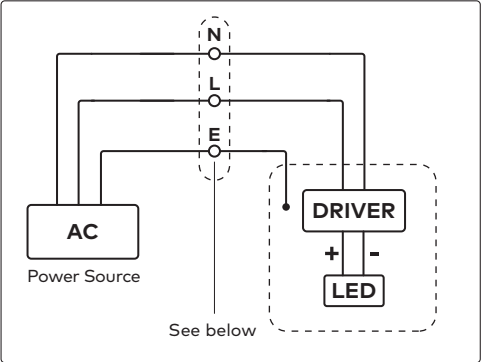 N
L
E
AC
Power Source
DRIVER
+ -
LED
See below